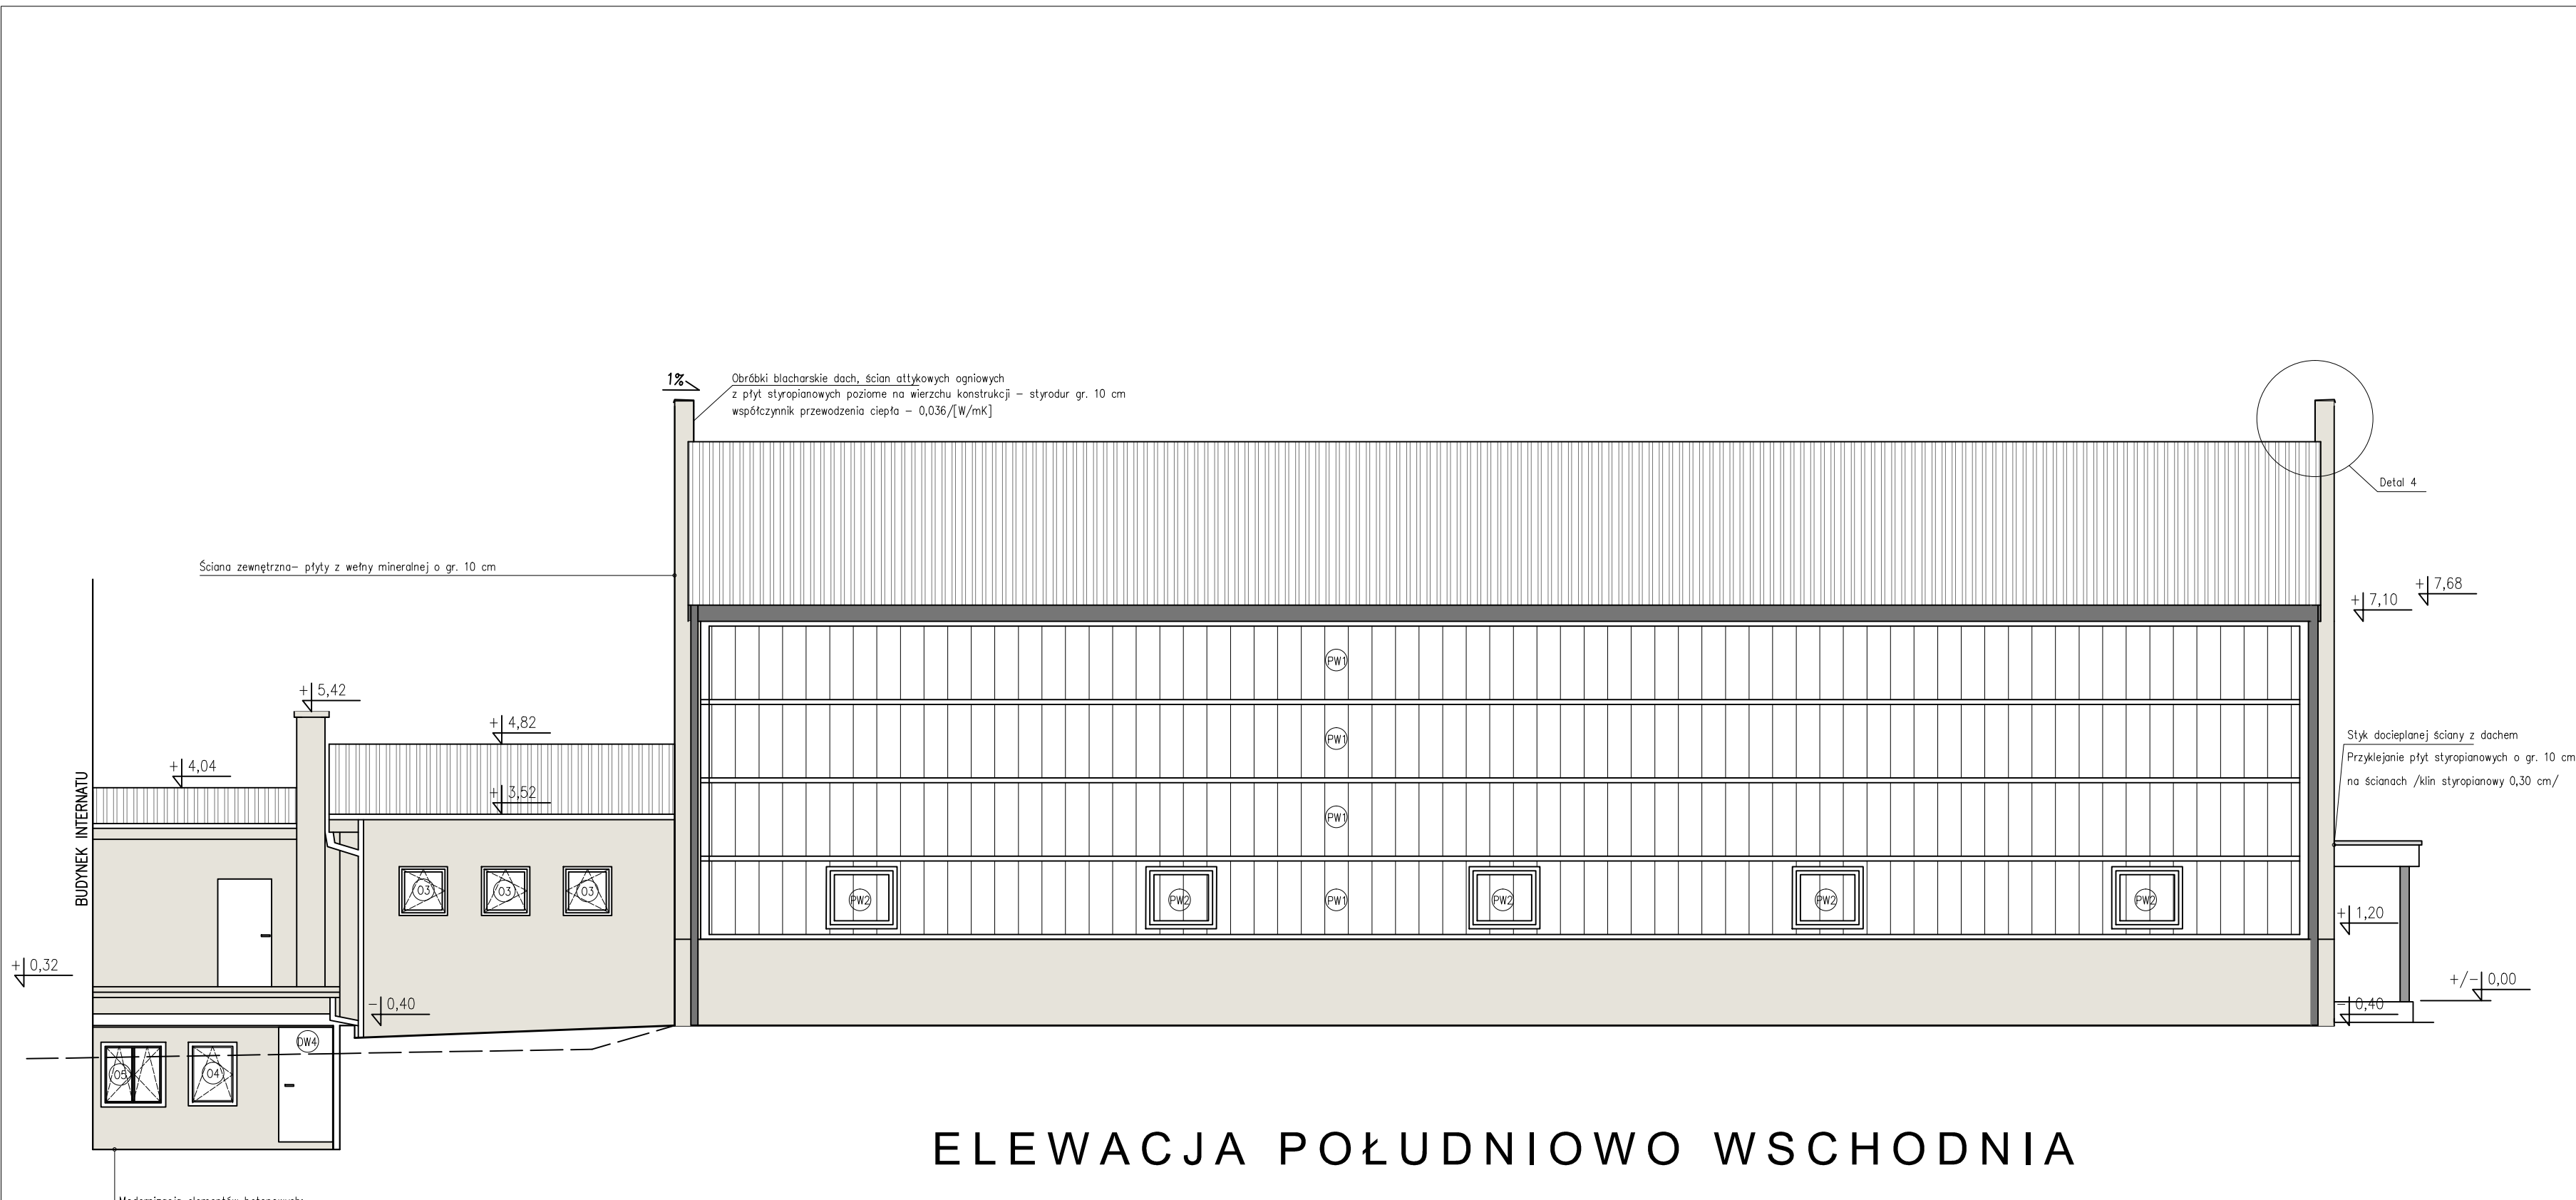 1%
Obróbki blacharskie dach, ścian attykowych ogniowych
z płyt styropianowych poziome na wierzchu konstrukcji – styrodur gr. 10 cm
współczynnik przewodzenia ciepła – 0,036/[W/mK]
Detal 4
Ściana zewnętrzna– płyty z wełny mineralnej o gr. 10 cm
+7,68
+7,10
PW1
+5,42
+4,82
PW1
Styk docieplanej ściany z dachem
Przyklejanie płyt styropianowych o gr. 10 cm
na ścianach /klin styropianowy 0,30 cm/
+4,04
+3,52
BUDYNEK INTERNATU
PW1
03 03 03
PW2 PW2 PW1 PW2 PW2 PW2
+1,20
+0,32
+/-0,00
-0,40
-0,40
DW4
05 04
ELEWACJA POŁUDNIOWO WSCHODNIA